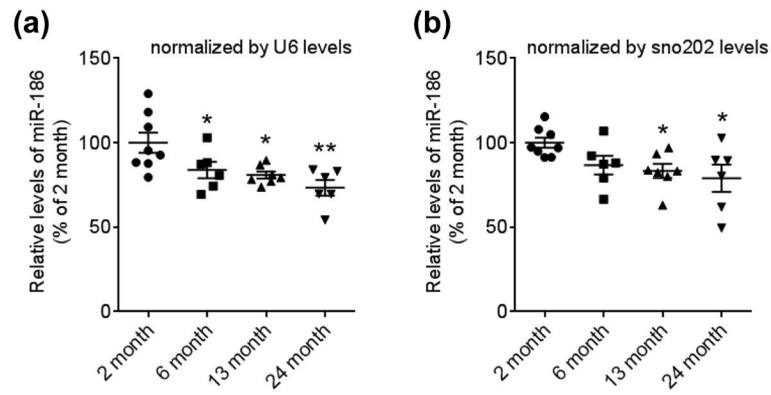 (a)
normalized by U6 levels
Relative levels of miR-186
(% of 2 month)
150
100
50
0
*
*
**
2 month
6 month
13 month
24 month
(b)
normalized by sno202 levels
Relative levels of miR-186
(% of 2 month)
150
100
50
0
*
*
2 month
6 month
13 month
24 month